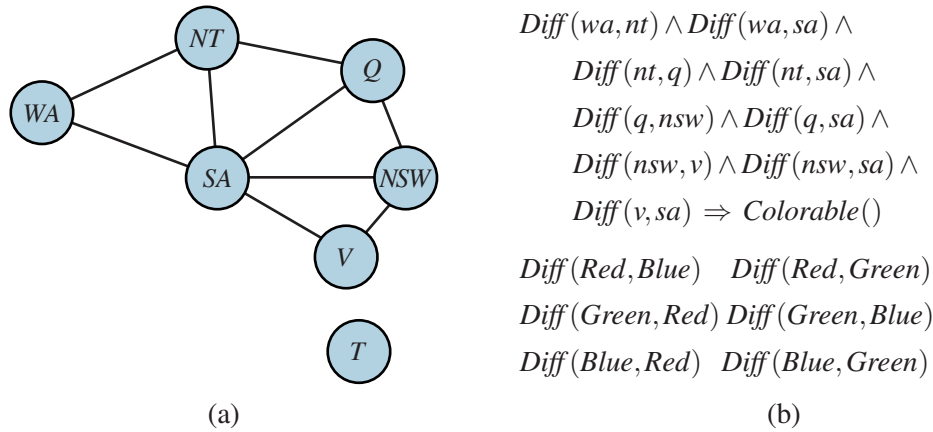 NT
Q
WA
SA
NSW
V
T
(a)
Diff(wa,nt) ∧ Diff(wa,sa) ∧
Diff(nt,q) ∧ Diff(nt,sa) ∧
Diff(q,nsw) ∧ Diff(q,sa) ∧
Diff(nsw,v) ∧ Diff(nsw,sa) ∧
Diff(v,sa) ⇒ Colorable()
Diff(Red,Blue) Diff(Red,Green)
Diff(Green,Red) Diff(Green,Blue)
Diff(Blue,Red) Diff(Blue,Green)
(b)